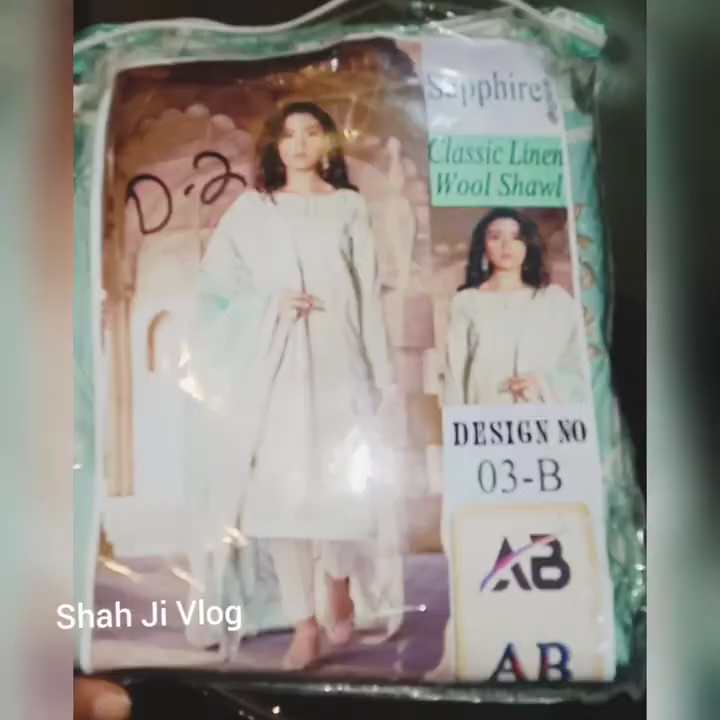 Sapphire
Classic Linen
Wool Shawl
D-2
DESIGN NO
03-B
AB
AB
Shah Ji Vlog